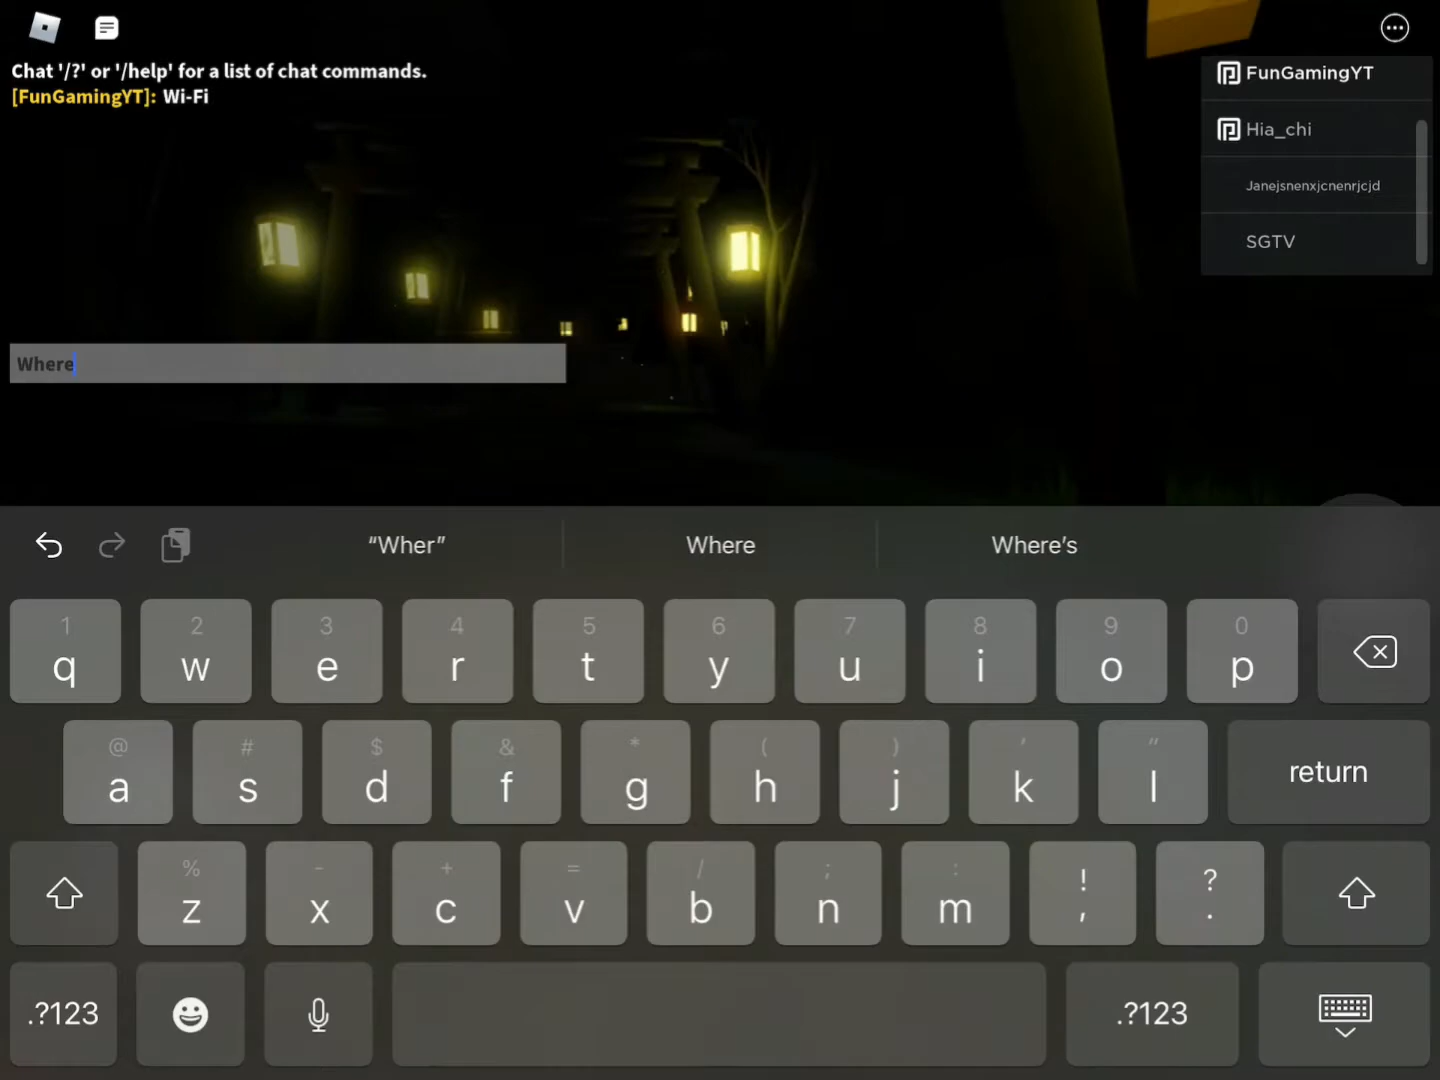 Chat '/?' or '/help' for a list of chat commands.
[FunGamingYT]: Wi-Fi
FunGamingYT
Hia_chi
Janejsnenxjcnenrjcjd
SGTV
Where
“Wher” Where Where's
1 2 3 4 5 6 7 8 9 0
q w e r t y u i o p
@ # $ & * ( ) ' "
a s d f g h j k l return
% - + = / ; : ! ?
z x c v b n m , .
.?123 .?123